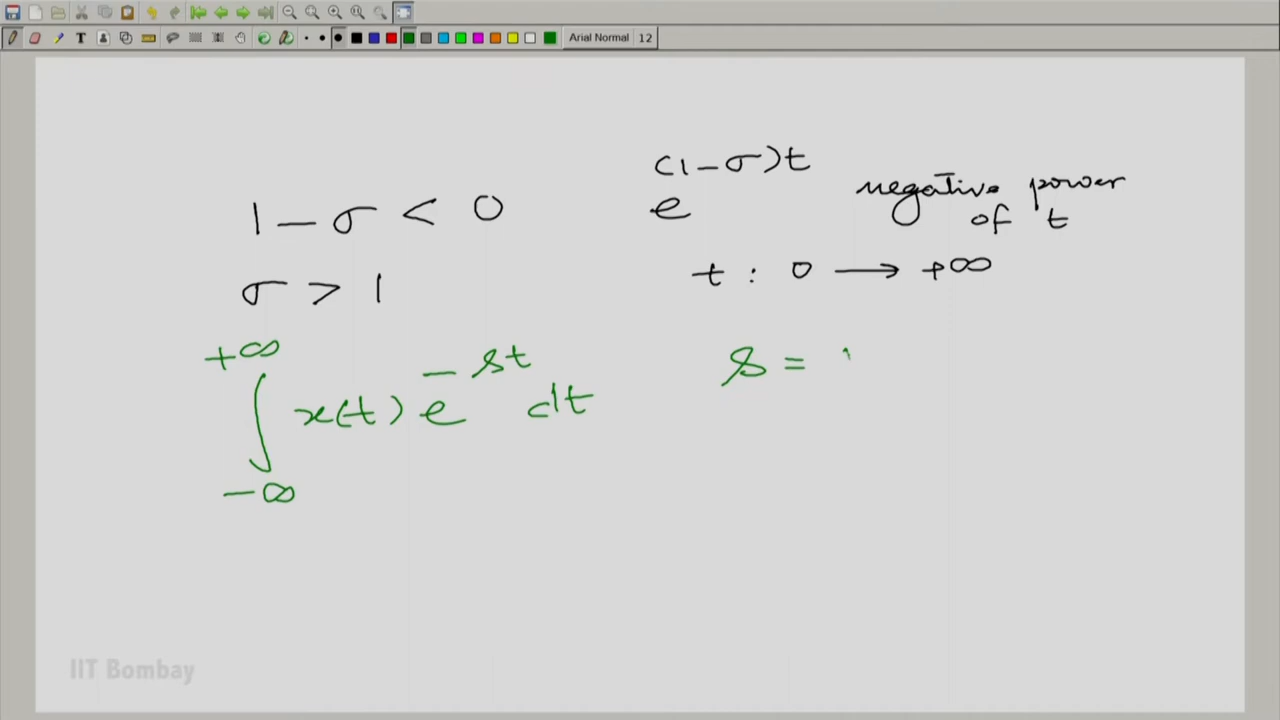 Arial Normal 12
1 - σ < 0
σ > 1
e^{(1-σ)t} negative power of t
t : 0 → +∞
∫_{-∞}^{+∞} x(t) e^{-st} dt
s =
IIT Bombay